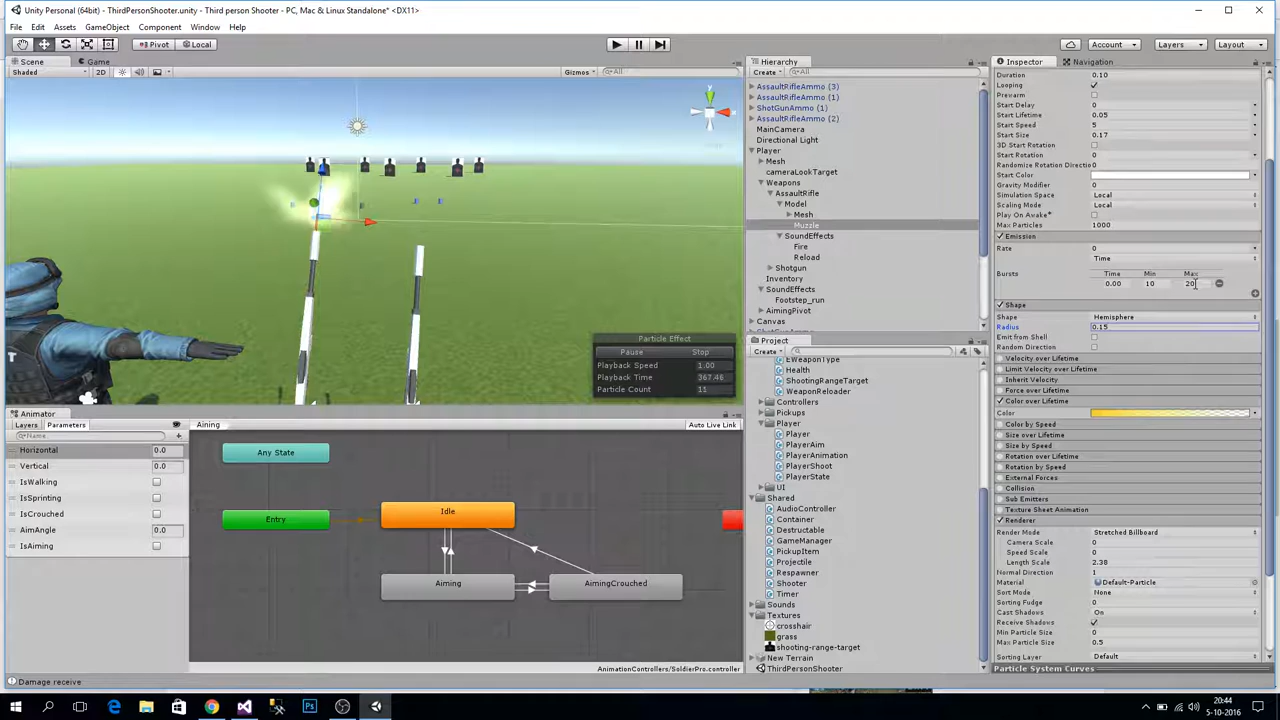 Unity Personal (64bit) - ThirdPersonShooter.unity - Third person Shooter - PC, Mac & Linux Standalone* <DX11>
File Edit Assets GameObject Component Window Help
Pivot Local Account Layers Layout
Scene Game
Shaded 2D Gizmos All
Particle Effect
Pause Stop
Playback Speed 1.00
Playback Time 367.46
Particle Count 11
Animator
Layers Parameters Aining Auto Live Link
Name
Horizontal 0.0
Vertical 0.0
IsWalking
IsSprinting
IsCrouched
AimAngle 0.0
IsAiming
Any State
Entry
Idle
Aiming
AimingCrouched
AnimationControllers/SoldierPro.controller
Damage receive
Hierarchy
Create All
AssaultRifleAmmo (3)
AssaultRifleAmmo (1)
ShotGunAmmo (1)
AssaultRifleAmmo (2)
MainCamera
Directional Light
Player
Mesh
cameraLookTarget
Weapons
AssaultRifle
Model
Mesh
Muzzle
SoundEffects
Fire
Reload
Shotgun
Inventory
SoundEffects
Footstep_run
AimingPivot
Canvas
Project
Create
EWeaponType
Health
ShootingRangeTarget
WeaponReloader
Controllers
Pickups
Player
Player
PlayerAim
PlayerAnimation
PlayerShoot
PlayerState
UI
Shared
AudioController
Container
Destructable
GameManager
PickupItem
Projectile
Respawner
Shooter
Timer
Sounds
Textures
crosshair
grass
shooting-range-target
New Terrain
ThirdPersonShooter
Inspector Navigation
Duration 0.10
Looping
Prewarm
Start Delay 0
Start Lifetime 0.05
Start Speed 5
Start Size 0.17
3D Start Rotation
Start Rotation 0
Randomize Rotation Directio 0
Start Color
Gravity Modifier 0
Simulation Space Local
Scaling Mode Local
Play On Awake*
Max Particles 1000
Emission
Rate 0
Time
Bursts Time Min Max
0.00 10 20
Shape
Shape Hemisphere
Radius 0.15
Emit from Shell
Random Direction
Velocity over Lifetime
Limit Velocity over Lifetime
Inherit Velocity
Force over Lifetime
Color over Lifetime
Color
Color by Speed
Size over Lifetime
Size by Speed
Rotation over Lifetime
Rotation by Speed
External Forces
Collision
Sub Emitters
Texture Sheet Animation
Renderer
Render Mode Stretched Billboard
Camera Scale 0
Speed Scale 0
Length Scale 2.38
Normal Direction 1
Material Default-Particle
Sort Mode None
Sorting Fudge 0
Cast Shadows On
Receive Shadows
Min Particle Size 0
Max Particle Size 0.5
Sorting Layer Default
Particle System Curves
20:44
5-10-2016